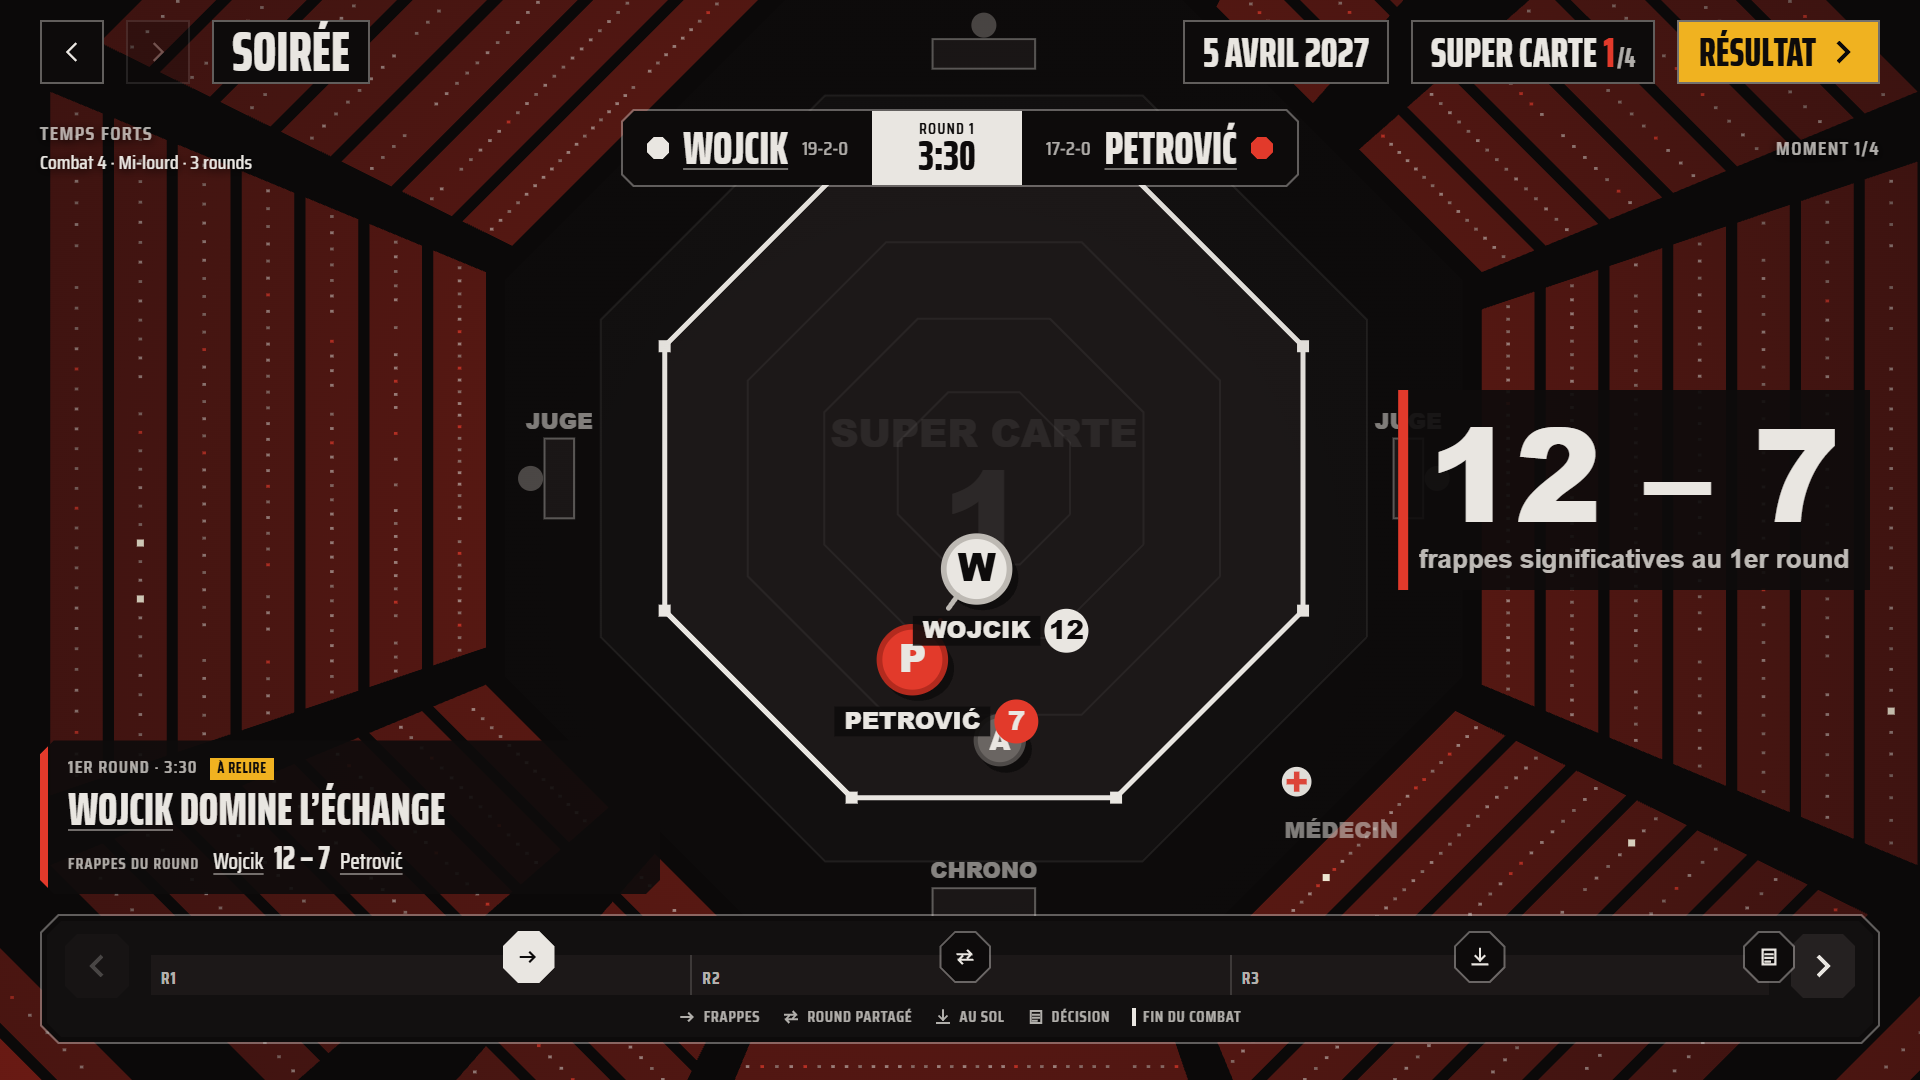 SOIRÉE
5 AVRIL 2027
SUPER CARTE 1/4
RÉSULTAT
TEMPS FORTS
Combat 4 · Mi-lourd · 3 rounds
WOJCIK 19-2-0
ROUND 1
3:30
17-2-0 PETROVIĆ
MOMENT 1/4
JUGE
JUGE
SUPER CARTE
1
12 – 7
frappes significatives au 1er round
W
WOJCIK 12
P
PETROVIĆ 7
A
MÉDECIN
CHRONO
1ER ROUND · 3:30 À RELIRE
WOJCIK DOMINE L’ÉCHANGE
FRAPPES DU ROUND Wojcik 12 – 7 Petrović
R1
R2
R3
FRAPPES
ROUND PARTAGÉ
AU SOL
DÉCISION
FIN DU COMBAT